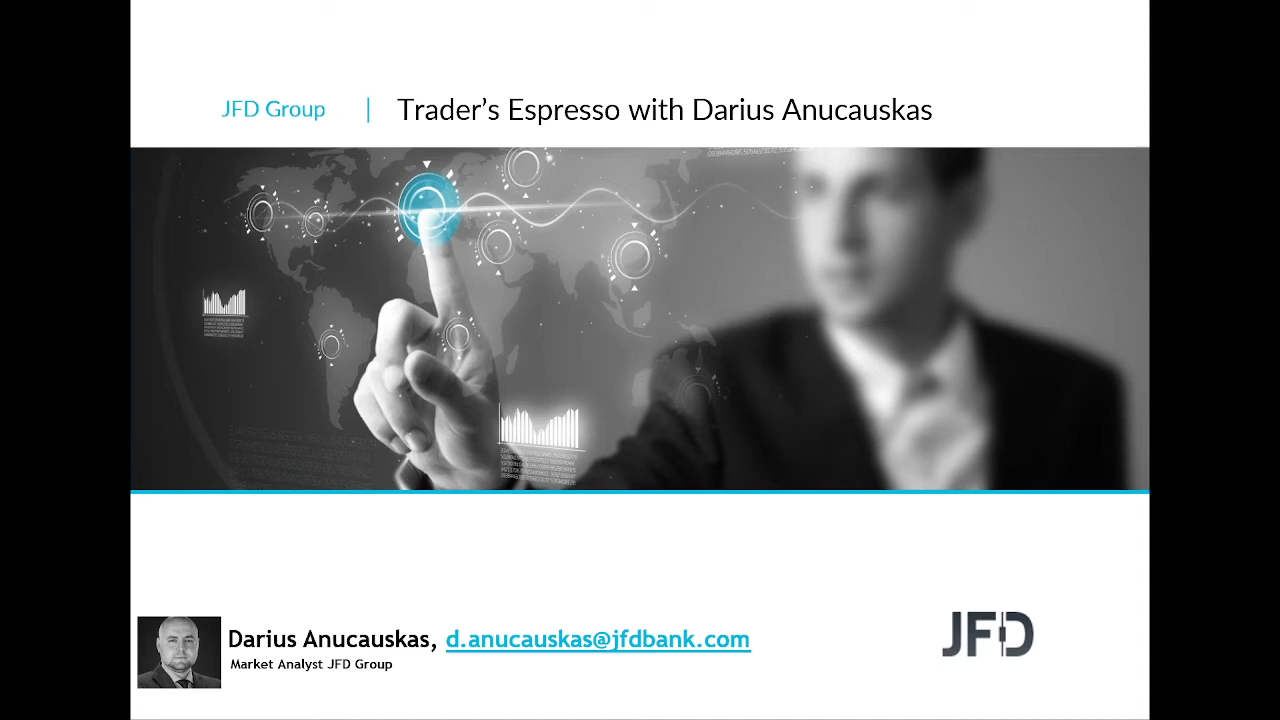 JFD Group | Trader’s Espresso with Darius Anucauskas
Darius Anucauskas, d.anucauskas@jfdbank.com
Market Analyst JFD Group
JFD